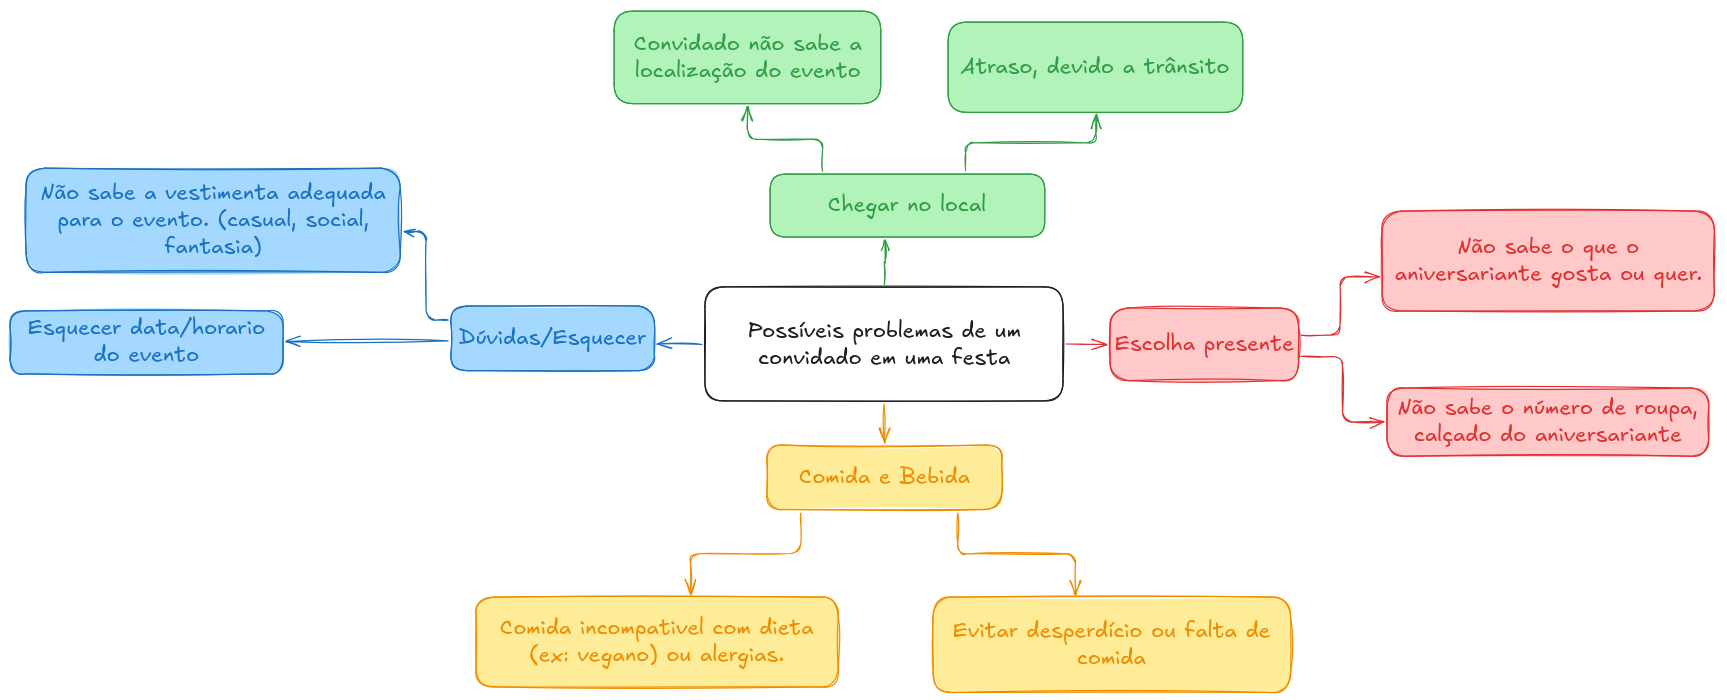 Convidado não sabe a
localização do evento
Atraso, devido a trânsito
Chegar no local
Não sabe a vestimenta adequada
para o evento. (casual, social,
fantasia)
Esquecer data/horario
do evento
Dúvidas/Esquecer
Possíveis problemas de um
convidado em uma festa
Escolha presente
Não sabe o que o
aniversariante gosta ou quer.
Não sabe o número de roupa,
calçado do aniversariante
Comida e Bebida
Comida incompativel com dieta
(ex: vegano) ou alergias.
Evitar desperdício ou falta de
comida